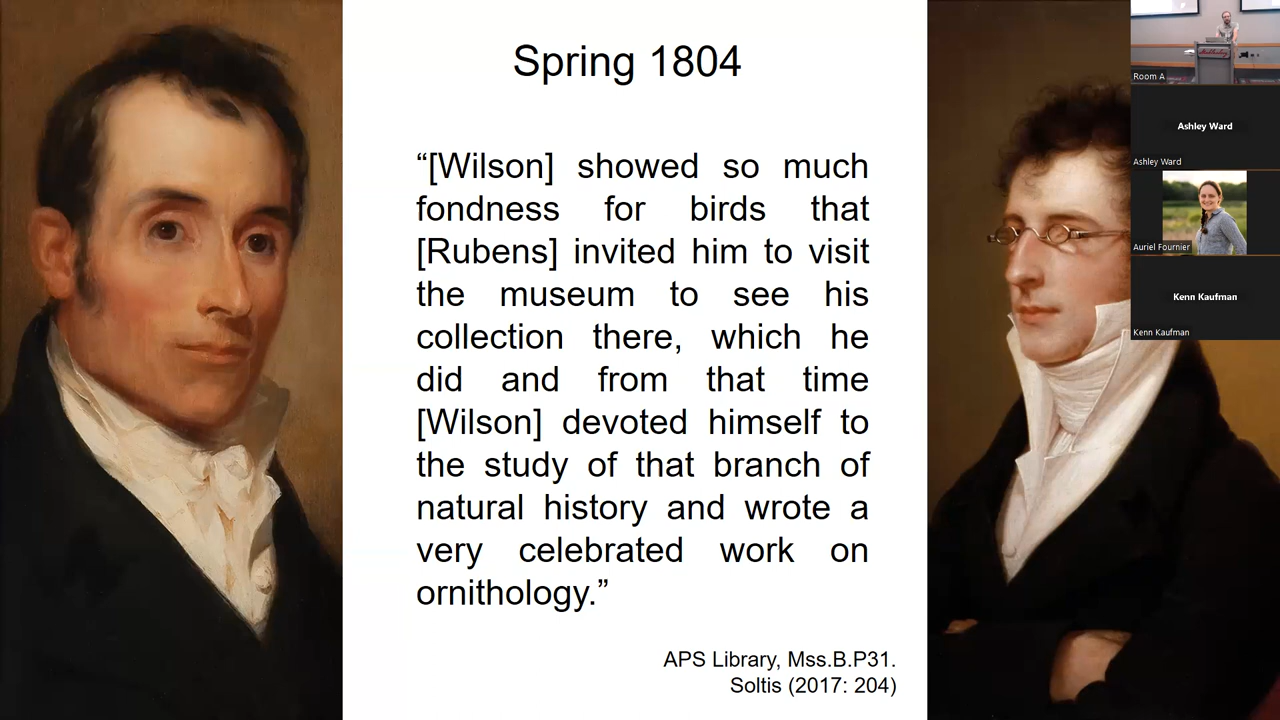 Spring 1804
“[Wilson] showed so much
fondness for birds that
[Rubens] invited him to visit
the museum to see his
collection there, which he
did and from that time
[Wilson] devoted himself to
the study of that branch of
natural history and wrote a
very celebrated work on
ornithology.”
APS Library, Mss.B.P31.
Soltis (2017: 204)
Room A
Ashley Ward
Ashley Ward
Auriel Fournier
Kenn Kaufman
Kenn Kaufman